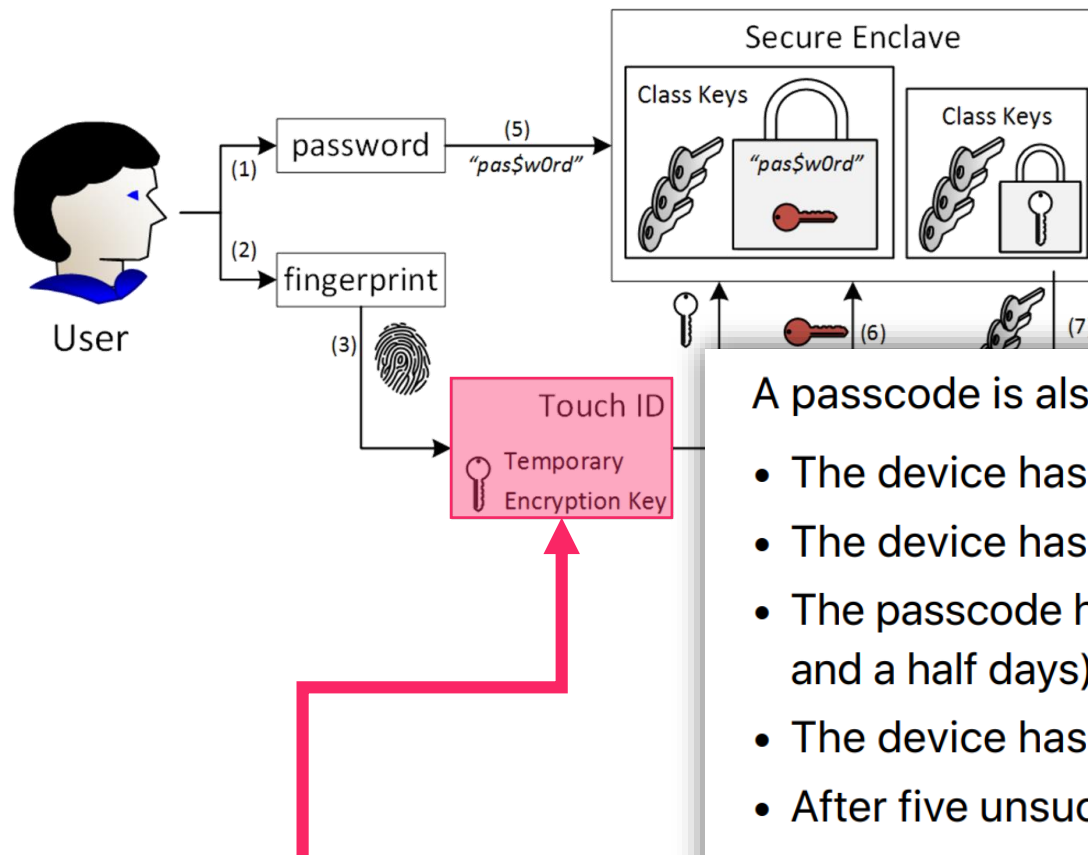 Secure Enclave
Class Keys
"pas$w0rd"
Class Keys
(1)
password
(5)
"pas$w0rd"
(2)
fingerprint
User
(3)
(6)
(7
Touch ID
Temporary
Encryption Key
A passcode is als
• The device has
• The device has
• The passcode h
and a half days)
• The device has
• After five unsuc